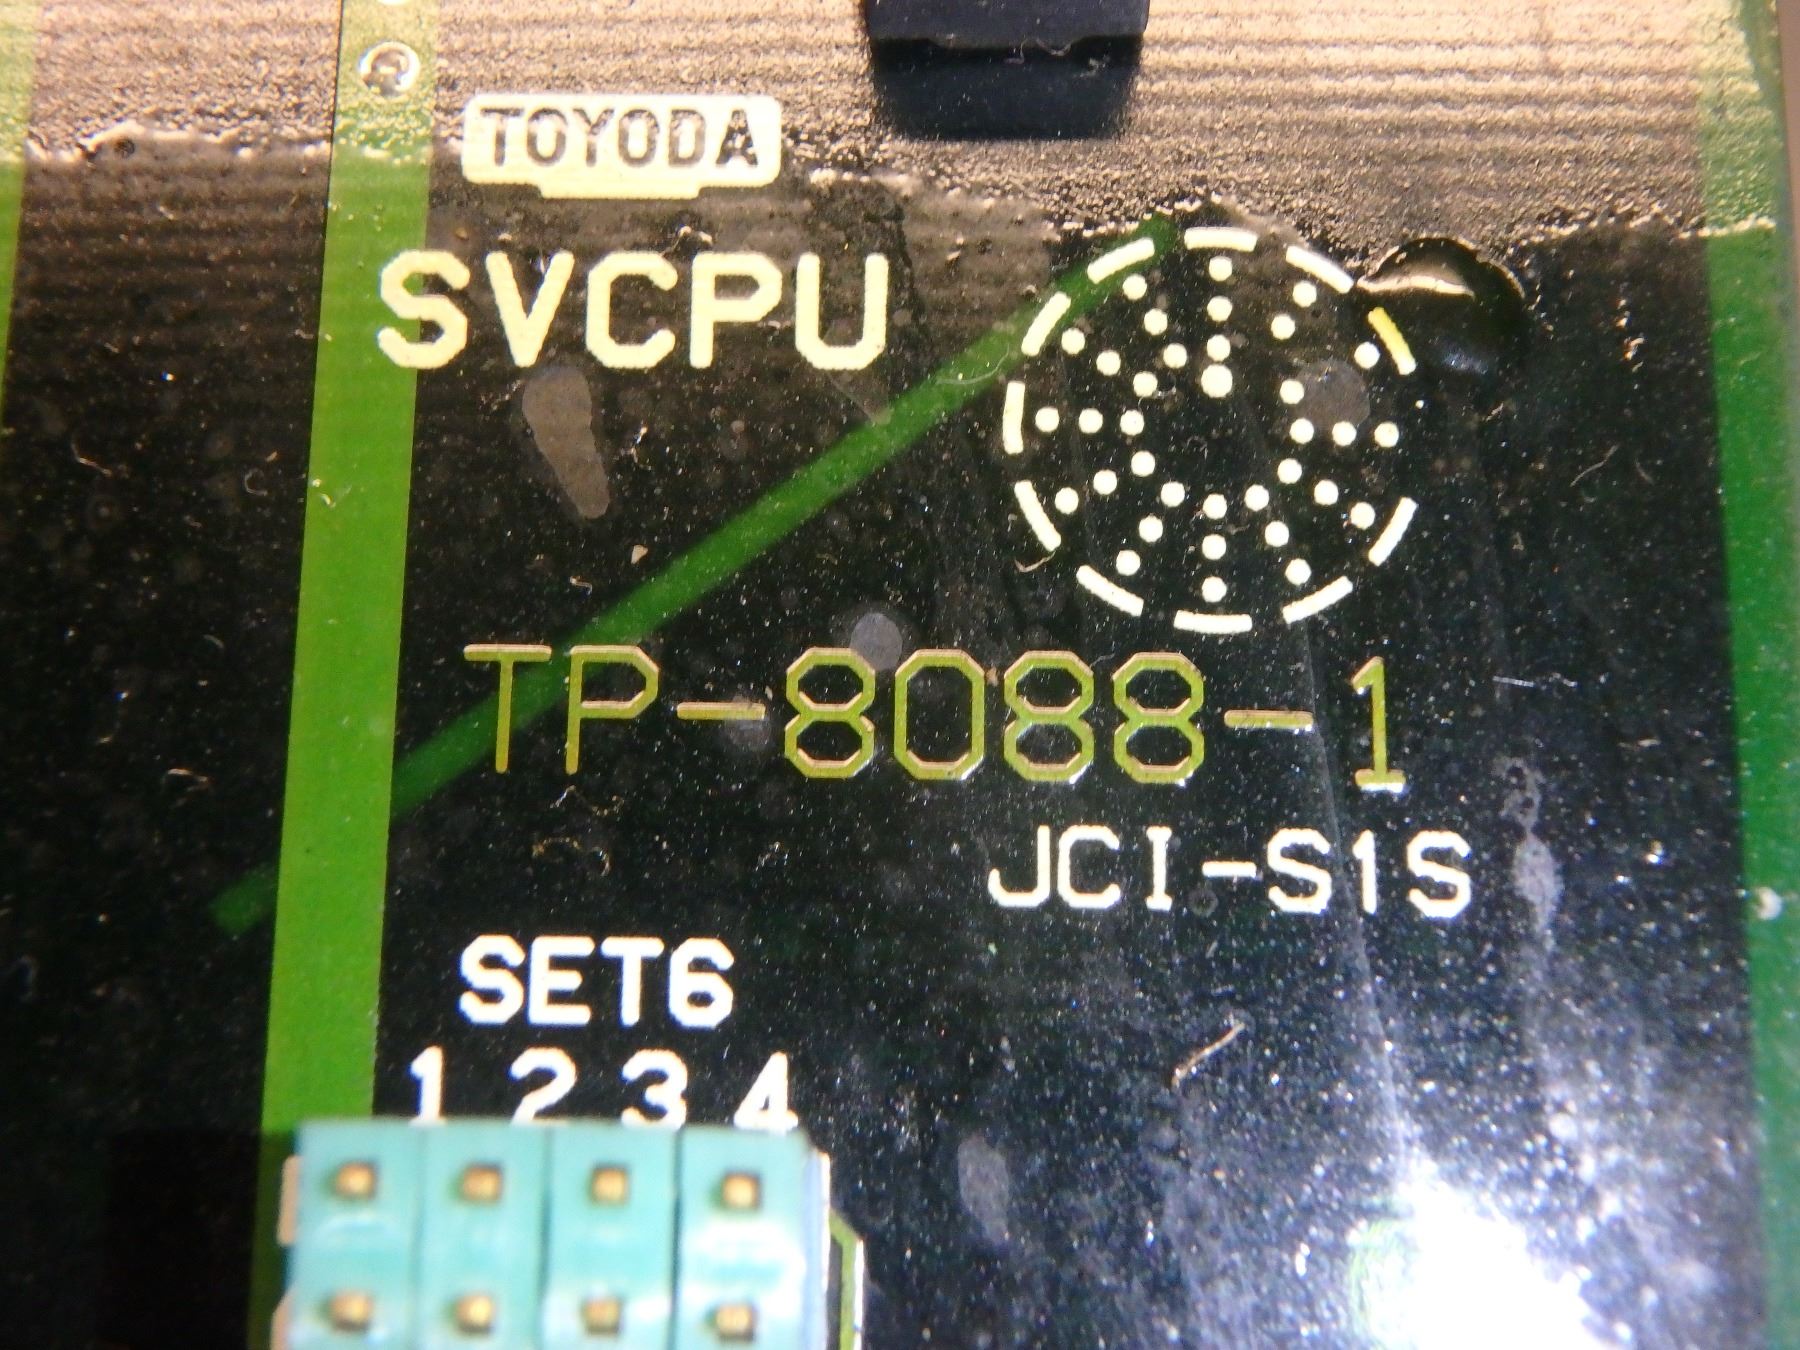 TOYODA
SVCPU
TP-8088-1
JCI-S1S
SET6
1 2 3 4